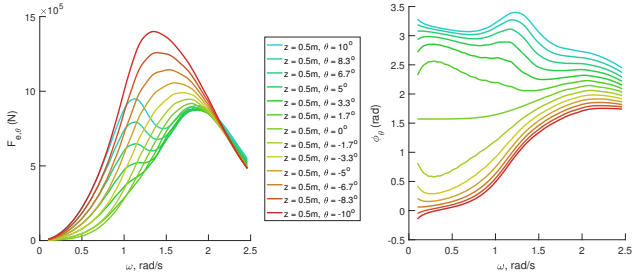 15 ×10⁵
10
5
0
F_{e,θ} (N)
0 0.5 1 1.5 2 2.5
ω, rad/s
z = 0.5m, θ = 10°
z = 0.5m, θ = 8.3°
z = 0.5m, θ = 6.7°
z = 0.5m, θ = 5°
z = 0.5m, θ = 3.3°
z = 0.5m, θ = 1.7°
z = 0.5m, θ = 0°
z = 0.5m, θ = -1.7°
z = 0.5m, θ = -3.3°
z = 0.5m, θ = -5°
z = 0.5m, θ = -6.7°
z = 0.5m, θ = -8.3°
z = 0.5m, θ = -10°
3.5
3
2.5
2
1.5
1
0.5
0
-0.5
ϕ_θ (rad)
0 0.5 1 1.5 2 2.5
ω, rad/s